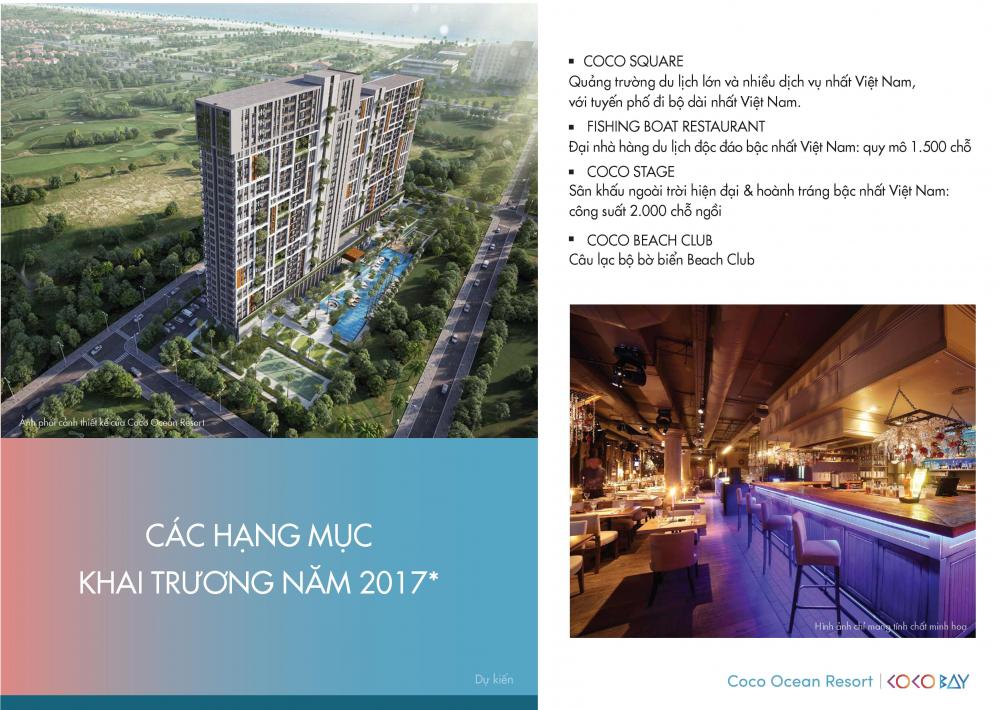 Ảnh phối cảnh thiết kế của Coco Ocean Resort
CÁC HẠNG MỤC
KHAI TRƯƠNG NĂM 2017*
Dự kiến
▪ COCO SQUARE
Quảng trường du lịch lớn và nhiều dịch vụ nhất Việt Nam,
với tuyến phố đi bộ dài nhất Việt Nam.
▪ FISHING BOAT RESTAURANT
Đại nhà hàng du lịch độc đáo bậc nhất Việt Nam: quy mô 1.500 chỗ
▪ COCO STAGE
Sân khấu ngoài trời hiện đại & hoành tráng bậc nhất Việt Nam:
công suất 2.000 chỗ ngồi
▪ COCO BEACH CLUB
Câu lạc bộ bờ biển Beach Club
Hình ảnh chỉ mang tính chất minh hoạ
Coco Ocean Resort | COCO BAY